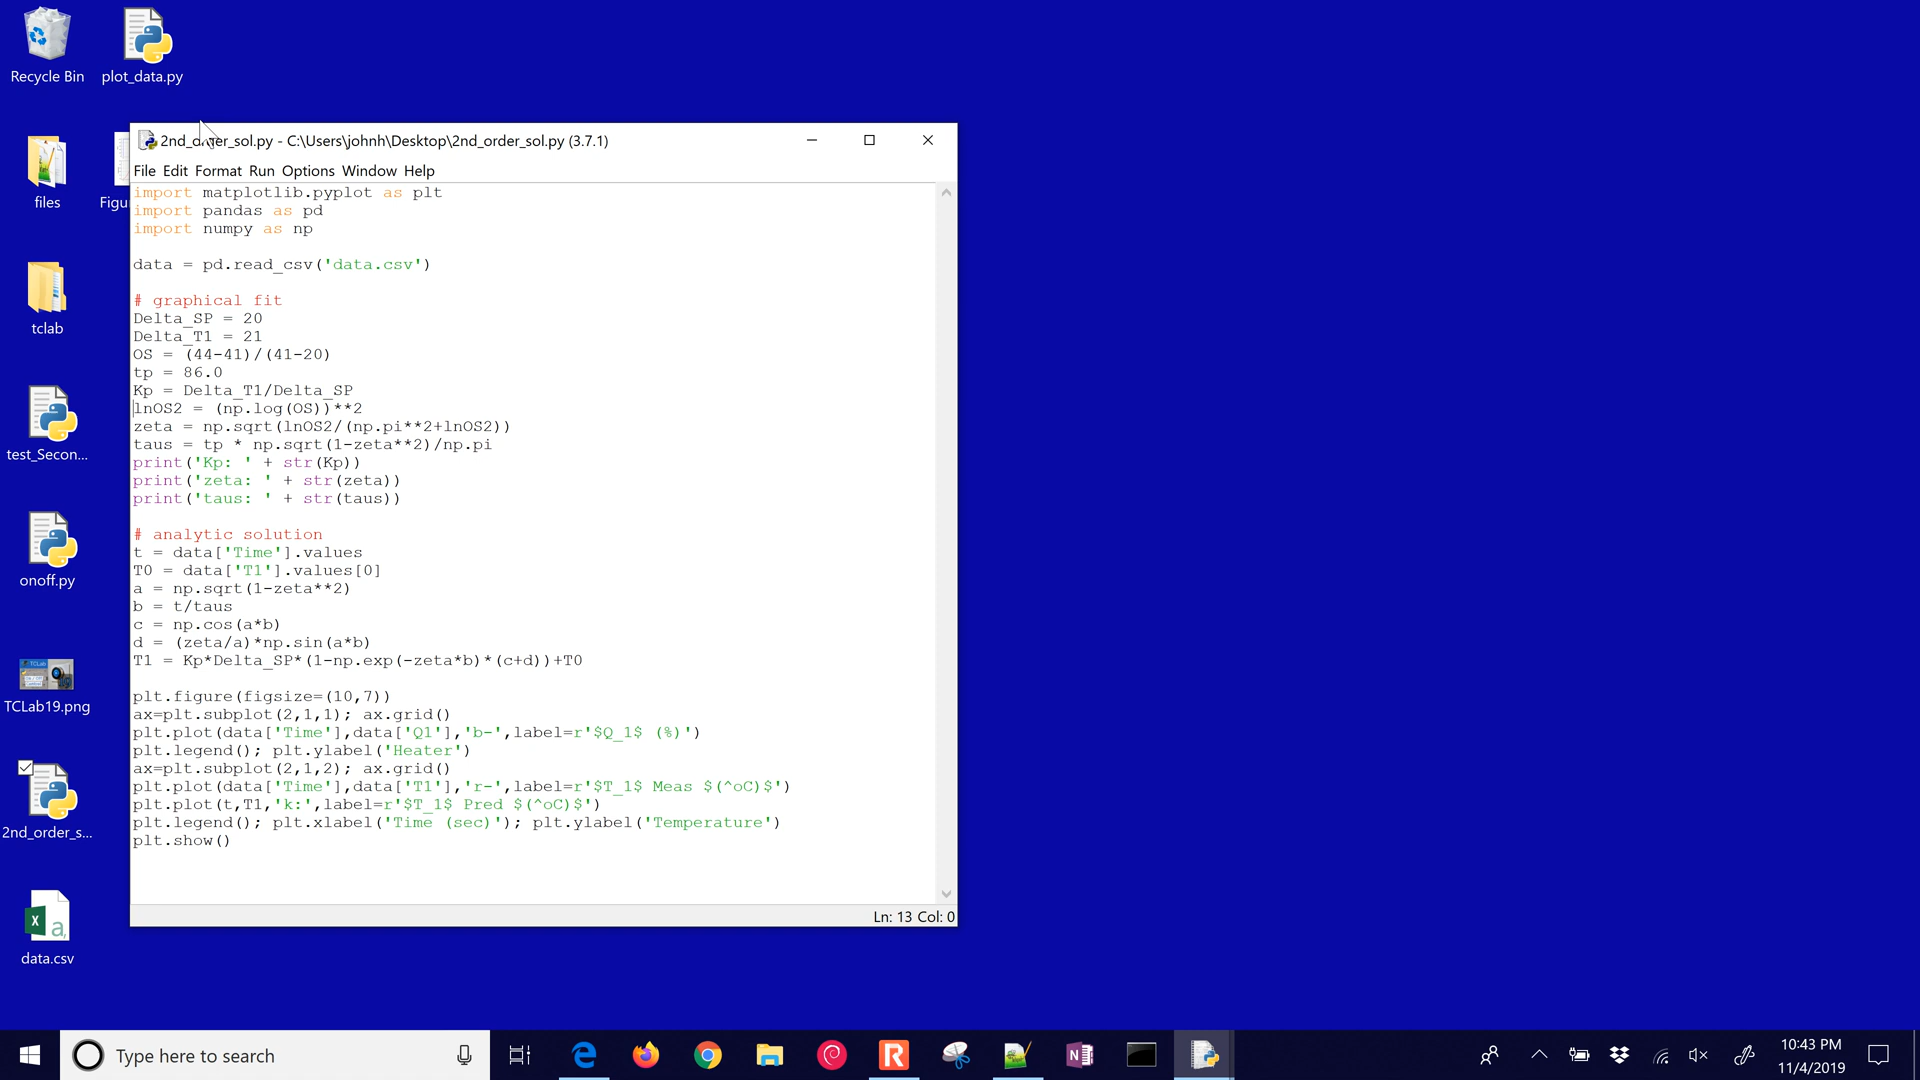 Recycle Bin
plot_data.py
files
Figu
tclab
test_Secon...
onoff.py
TCLab19.png
2nd_order_s...
data.csv
2nd_order_sol.py - C:\Users\johnh\Desktop\2nd_order_sol.py (3.7.1)
File Edit Format Run Options Window Help
import matplotlib.pyplot as plt
import pandas as pd
import numpy as np
data = pd.read_csv('data.csv')
# graphical fit
Delta_SP = 20
Delta_T1 = 21
OS = (44-41)/(41-20)
tp = 86.0
Kp = Delta_T1/Delta_SP
lnOS2 = (np.log(OS))**2
zeta = np.sqrt(lnOS2/(np.pi**2+lnOS2))
taus = tp * np.sqrt(1-zeta**2)/np.pi
print('Kp: ' + str(Kp))
print('zeta: ' + str(zeta))
print('taus: ' + str(taus))
# analytic solution
t = data['Time'].values
T0 = data['T1'].values[0]
a = np.sqrt(1-zeta**2)
b = t/taus
c = np.cos(a*b)
d = (zeta/a)*np.sin(a*b)
T1 = Kp*Delta_SP*(1-np.exp(-zeta*b)*(c+d))+T0
plt.figure(figsize=(10,7))
ax=plt.subplot(2,1,1); ax.grid()
plt.plot(data['Time'],data['Q1'],'b-',label=r'$Q_1$ (%)')
plt.legend(); plt.ylabel('Heater')
ax=plt.subplot(2,1,2); ax.grid()
plt.plot(data['Time'],data['T1'],'r-',label=r'$T_1$ Meas $(^oC)$')
plt.plot(t,T1,'k:',label=r'$T_1$ Pred $(^oC)$')
plt.legend(); plt.xlabel('Time (sec)'); plt.ylabel('Temperature')
plt.show()
Ln: 13 Col: 0
Type here to search
10:43 PM
11/4/2019